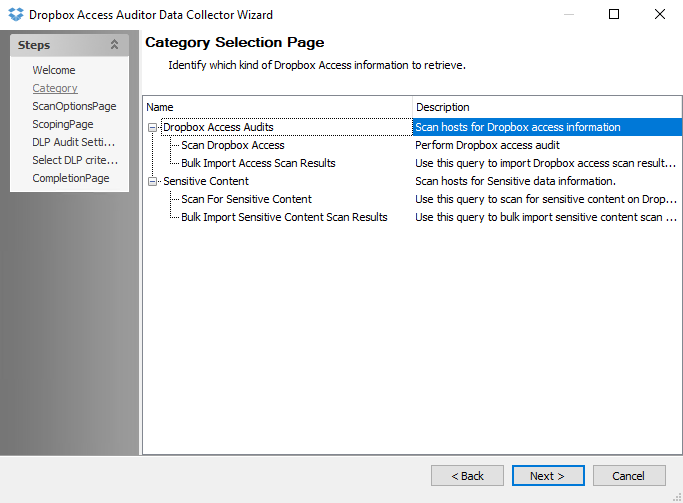 Dropbox Access Auditor Data Collector Wizard
Steps
Welcome
Category
ScanOptionsPage
ScopingPage
DLP Audit Setti...
Select DLP crite...
CompletionPage
Category Selection Page
Identify which kind of Dropbox Access information to retrieve.
Name Description
Dropbox Access Audits Scan hosts for Dropbox access information
Scan Dropbox Access Perform Dropbox access audit
Bulk Import Access Scan Results Use this query to import Dropbox access scan result...
Sensitive Content Scan hosts for Sensitive data information.
Scan For Sensitive Content Use this query to scan for sensitive content on Drop...
Bulk Import Sensitive Content Scan Results Use this query to bulk import sensitive content scan ...
< Back Next > Cancel